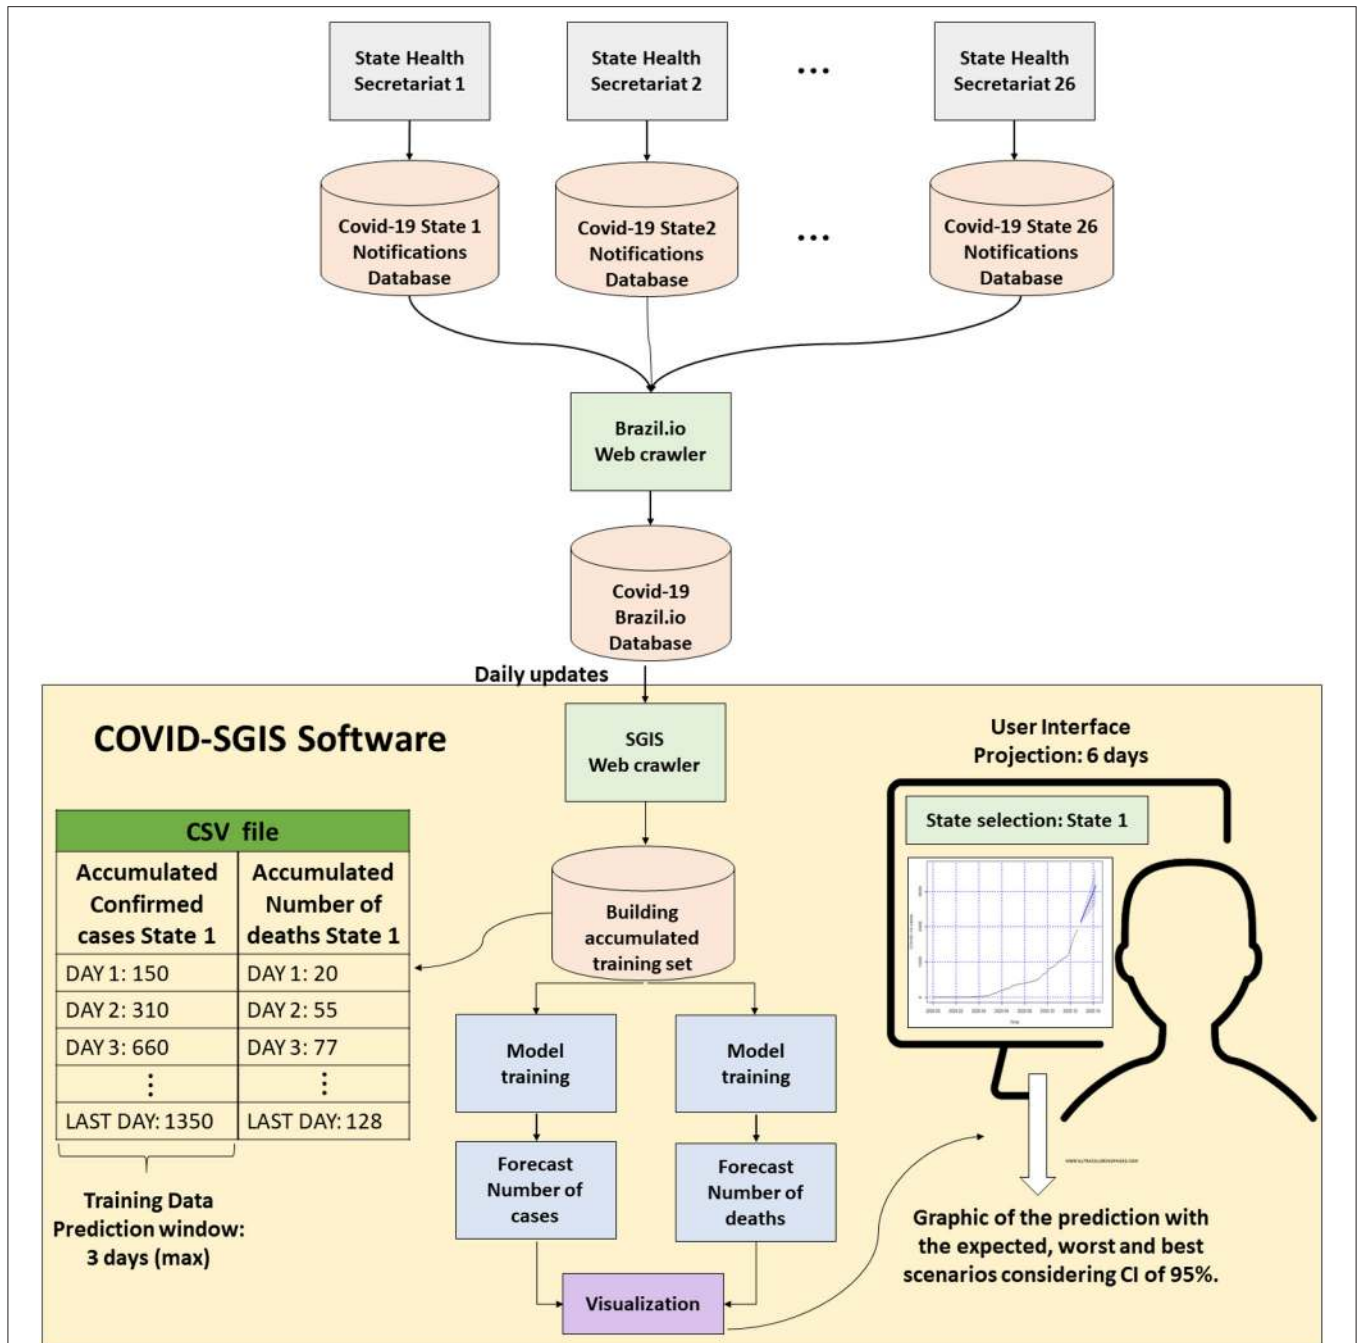 State Health
Secretariat 1
State Health
Secretariat 2
...
State Health
Secretariat 26
Covid-19 State 1
Notifications
Database
Covid-19 State2
Notifications
Database
...
Covid-19 State 26
Notifications
Database
Brazil.io
Web crawler
Covid-19
Brazil.io
Database
Daily updates
COVID-SGIS Software
SGIS
Web crawler
User Interface
Projection: 6 days
State selection: State 1
CSV file
Accumulated
Confirmed
cases State 1
Accumulated
Number of
deaths State 1
DAY 1: 150
DAY 1: 20
DAY 2: 310
DAY 2: 55
DAY 3: 660
DAY 3: 77
⋮
⋮
LAST DAY: 1350
LAST DAY: 128
Training Data
Prediction window:
3 days (max)
Building
accumulated
training set
Model
training
Model
training
Forecast
Number of
cases
Forecast
Number of
deaths
Visualization
Graphic of the prediction with
the expected, worst and best
scenarios considering CI of 95%.